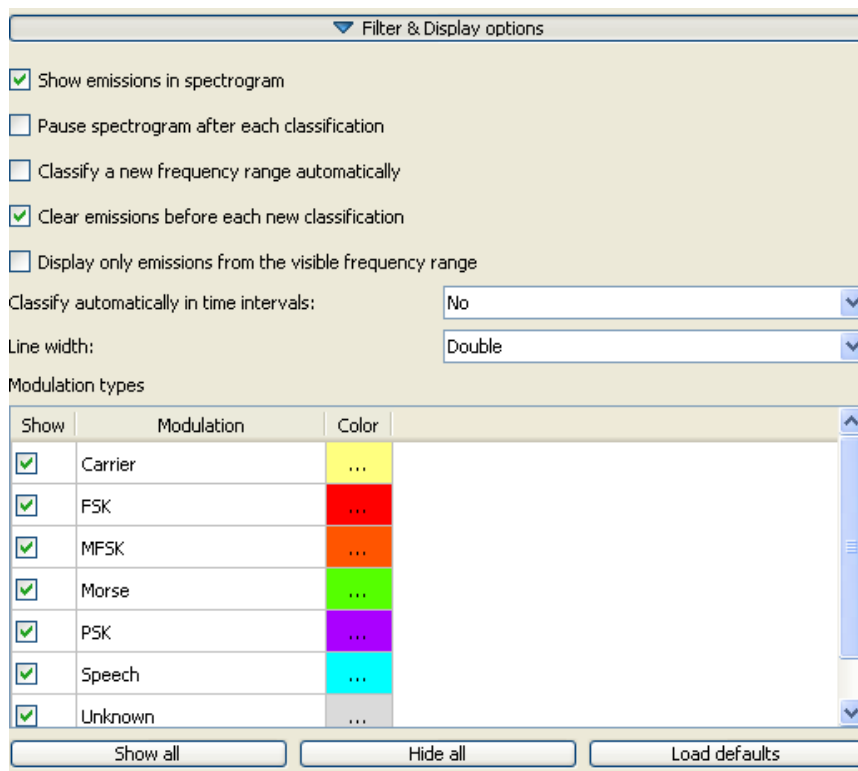 Filter & Display options
Show emissions in spectrogram
Pause spectrogram after each classification
Classify a new frequency range automatically
Clear emissions before each new classification
Display only emissions from the visible frequency range
Classify automatically in time intervals: No
Line width: Double
Modulation types
Show Modulation Color
Carrier ...
FSK ...
MFSK ...
Morse ...
PSK ...
Speech ...
Unknown ...
Show all Hide all Load defaults